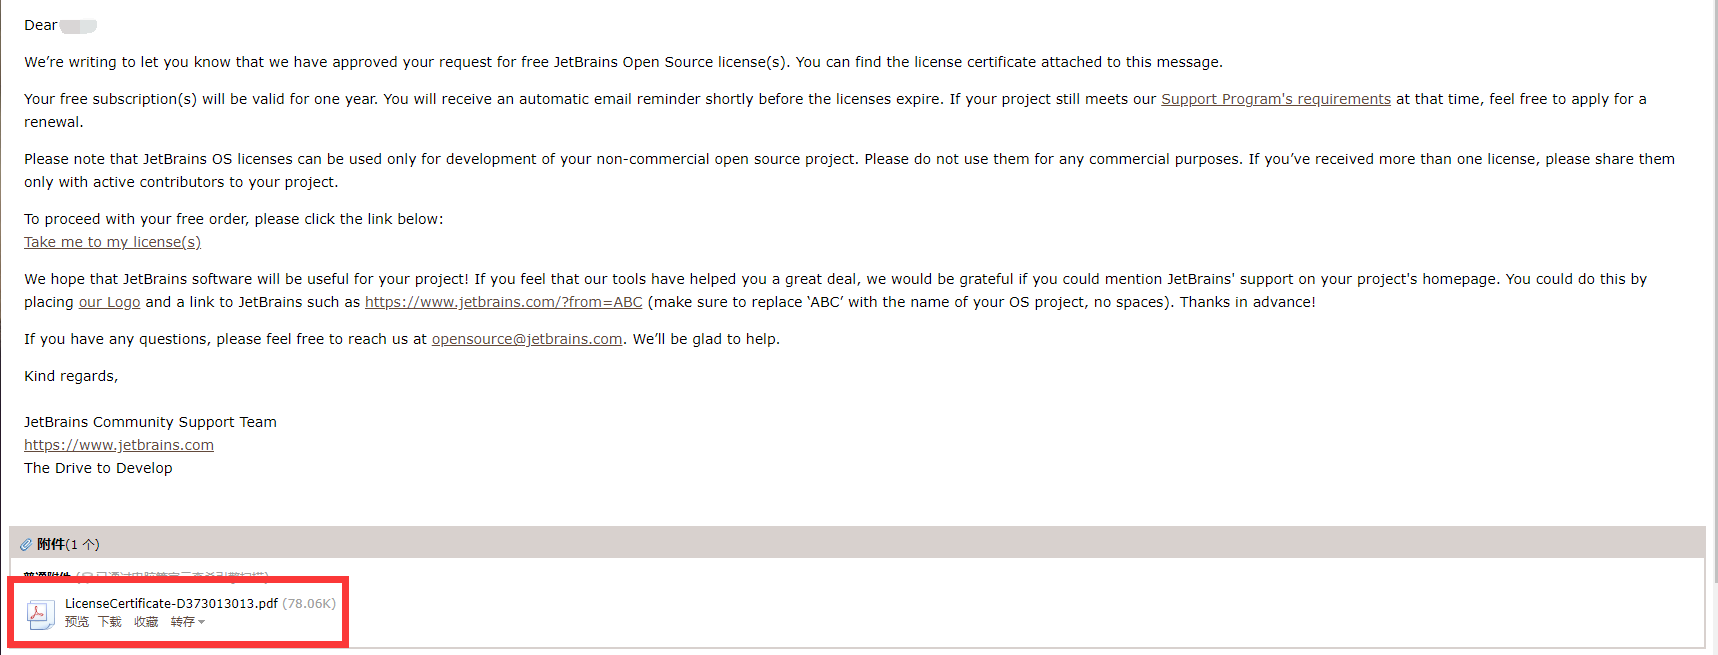 Dear
We’re writing to let you know that we have approved your request for free JetBrains Open Source license(s). You can find the license certificate attached to this message.
Your free subscription(s) will be valid for one year. You will receive an automatic email reminder shortly before the licenses expire. If your project still meets our Support Program's requirements at that time, feel free to apply for a
renewal.
Please note that JetBrains OS licenses can be used only for development of your non-commercial open source project. Please do not use them for any commercial purposes. If you’ve received more than one license, please share them
only with active contributors to your project.
To proceed with your free order, please click the link below:
Take me to my license(s)
We hope that JetBrains software will be useful for your project! If you feel that our tools have helped you a great deal, we would be grateful if you could mention JetBrains' support on your project's homepage. You could do this by
placing our Logo and a link to JetBrains such as https://www.jetbrains.com/?from=ABC (make sure to replace ‘ABC’ with the name of your OS project, no spaces). Thanks in advance!
If you have any questions, please feel free to reach us at opensource@jetbrains.com. We’ll be glad to help.
Kind regards,
JetBrains Community Support Team
https://www.jetbrains.com
The Drive to Develop
附件(1 个)
LicenseCertificate-D373013013.pdf (78.06K)
预览 下载 收藏 转存